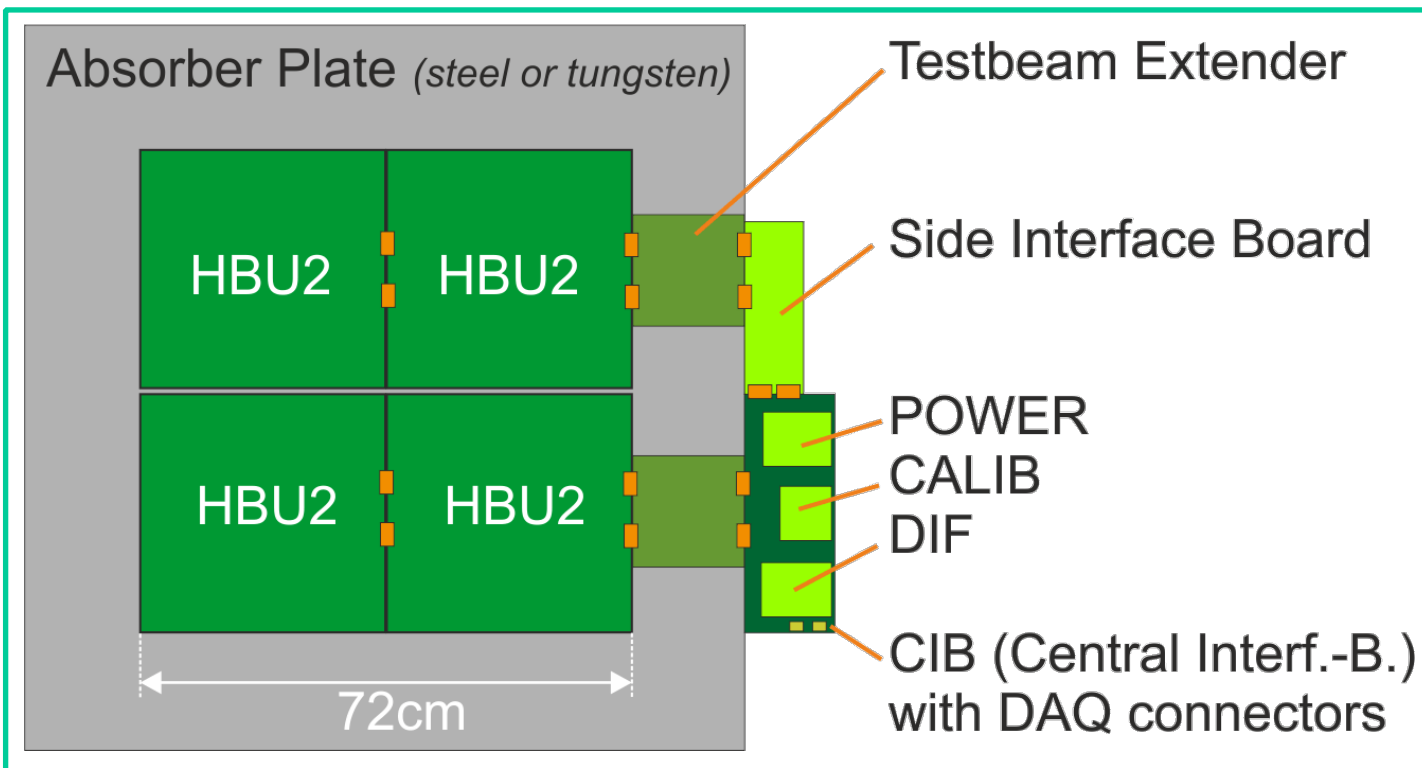 Absorber Plate (steel or tungsten)
Testbeam Extender
HBU2
HBU2
Side Interface Board
POWER
CALIB
HBU2
HBU2
DIF
CIB (Central Interf.-B.)
with DAQ connectors
72cm